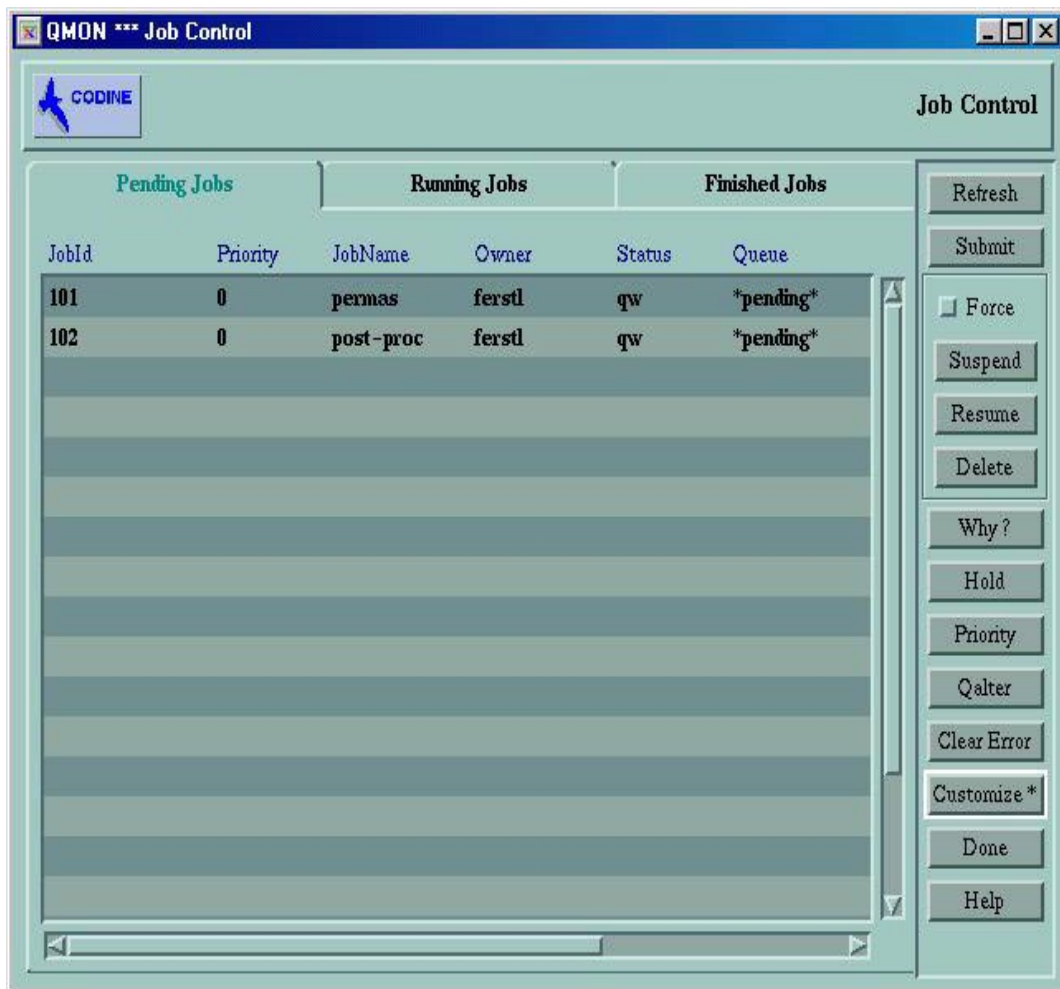 QMON *** Job Control
CODINE
Job Control
Pending Jobs Running Jobs Finished Jobs
JobId Priority JobName Owner Status Queue
101 0 permas ferstl qw *pending*
102 0 post-proc ferstl qw *pending*
Refresh
Submit
Force
Suspend
Resume
Delete
Why ?
Hold
Priority
Qalter
Clear Error
Customize *
Done
Help